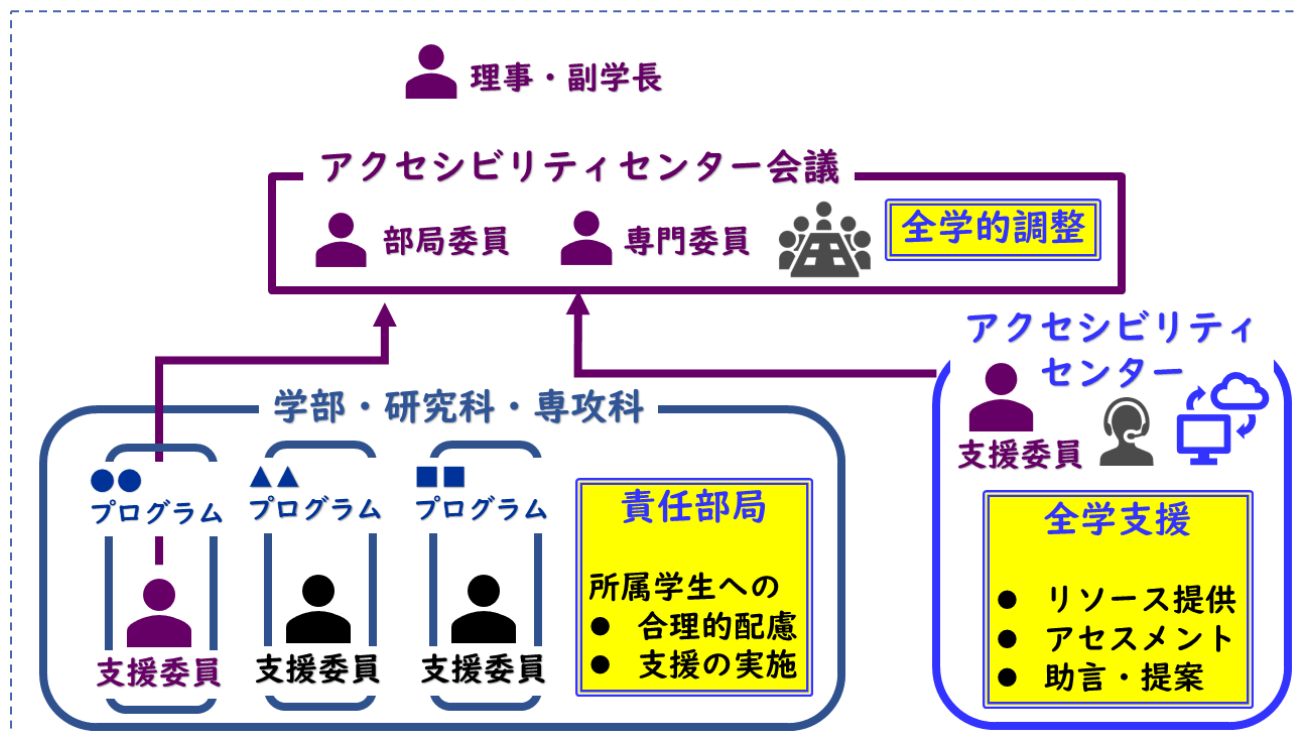 理事・副学長
アクセシビリティセンター会議
部局委員
専門委員
全学的調整
学部・研究科・専攻科
●●
プログラム
支援委員
▲▲
プログラム
支援委員
■■
プログラム
支援委員
責任部局
所属学生への
● 合理的配慮
● 支援の実施
アクセシビリティ
センター
支援委員
全学支援
● リソース提供
● アセスメント
● 助言・提案